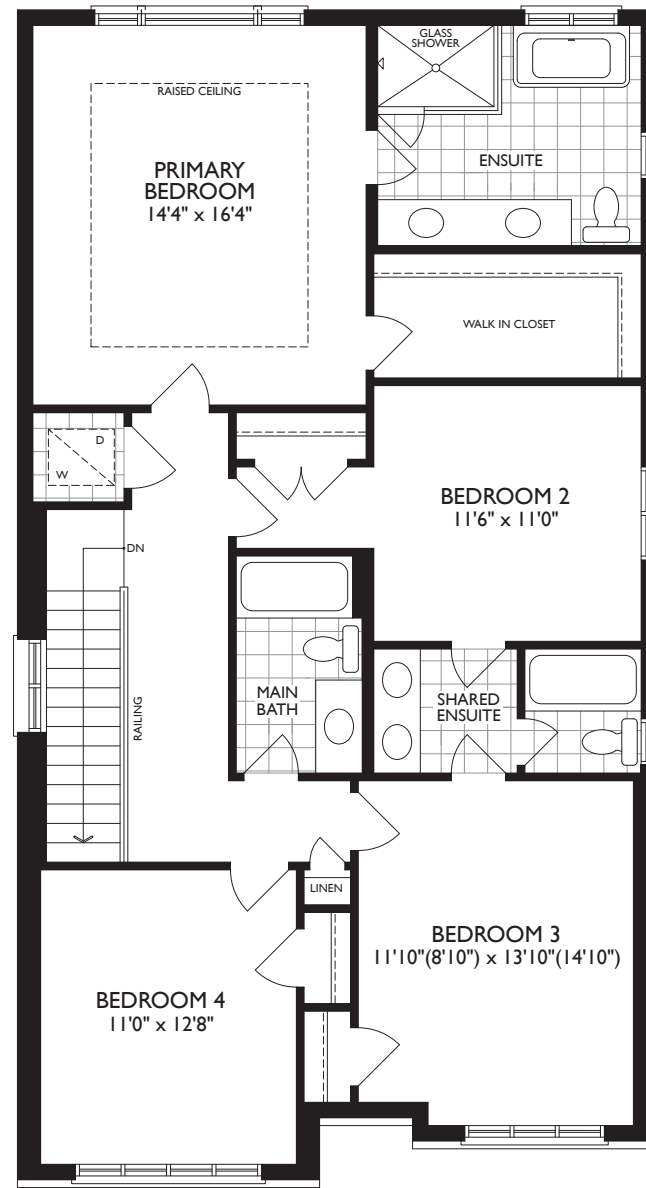 GLASS
SHOWER
RAISED CEILING
PRIMARY
BEDROOM
14'4" x 16'4"
ENSUITE
WALK IN CLOSET
D
W
BEDROOM 2
11'6" x 11'0"
DN
RAILING
MAIN
BATH
SHARED
ENSUITE
LINEN
BEDROOM 3
11'10"(8'10") x 13'10"(14'10")
BEDROOM 4
11'0" x 12'8"